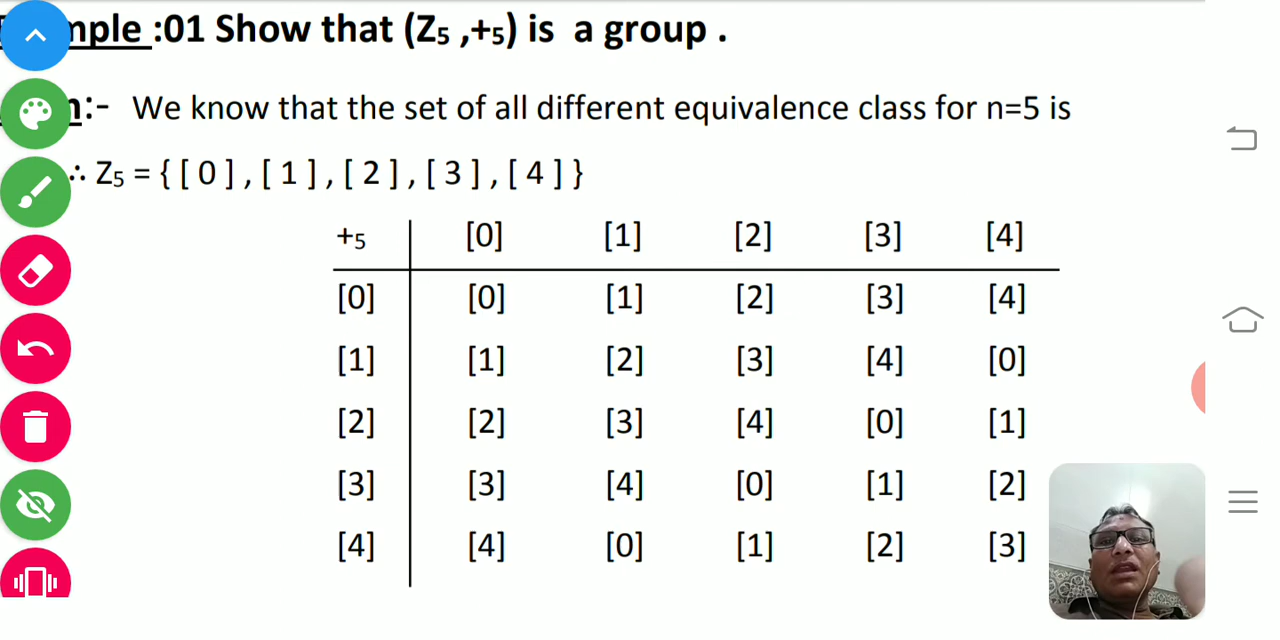 mple :01 Show that (Z₅ ,+₅) is a group .
n:- We know that the set of all different equivalence class for n=5 is
∴ Z₅ = { [ 0 ] , [ 1 ] , [ 2 ] , [ 3 ] , [ 4 ] }
+₅ [0] [1] [2] [3] [4]
[0] [0] [1] [2] [3] [4]
[1] [1] [2] [3] [4] [0]
[2] [2] [3] [4] [0] [1]
[3] [3] [4] [0] [1] [2]
[4] [4] [0] [1] [2] [3]